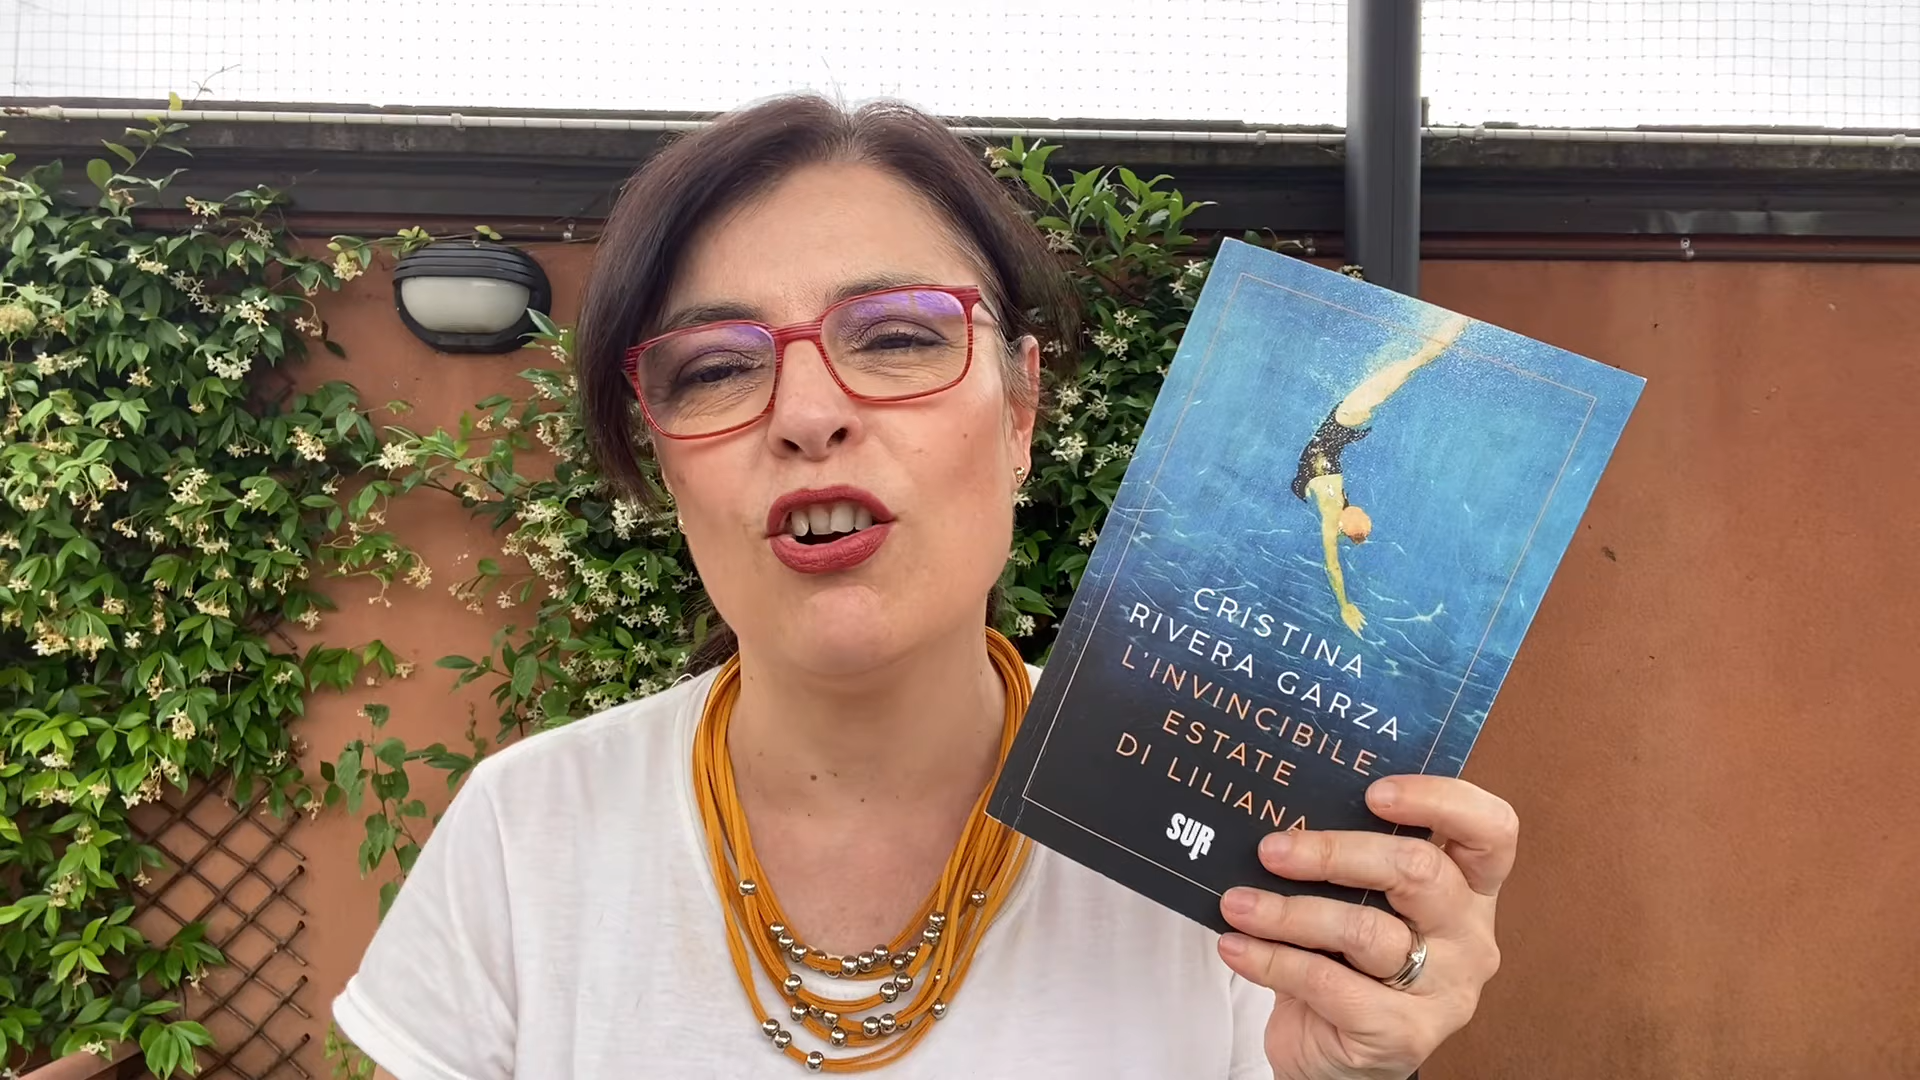 CRISTINA
RIVERA GARZA
L'INVINCIBILE
ESTATE
DI LILIANA
SUR